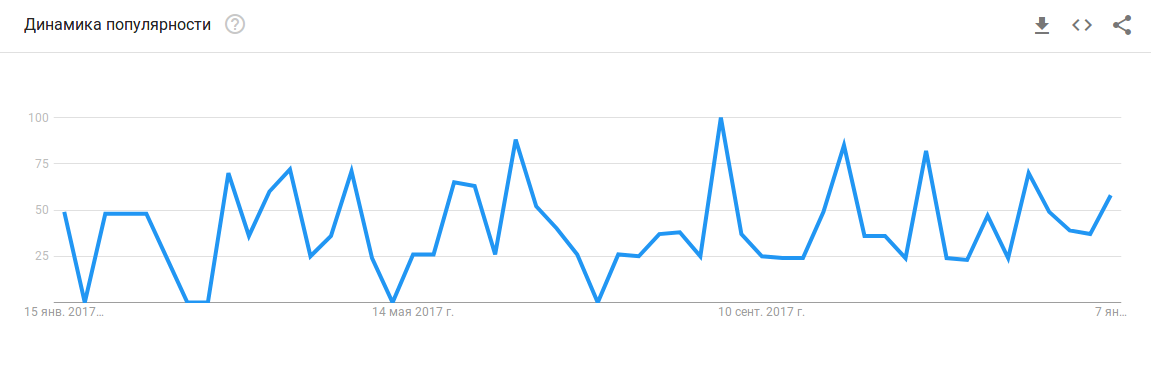 Динамика популярности ?
100
75
50
25
15 янв. 2017…
14 мая 2017 г.
10 сент. 2017 г.
7 ян…